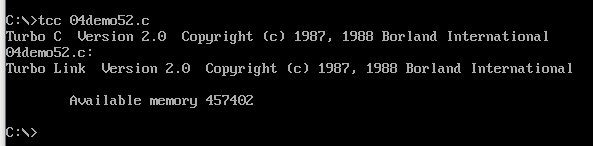 C:\>tcc 04demo52.c
Turbo C  Version 2.0  Copyright (c) 1987, 1988 Borland International
04demo52.c:
Turbo Link  Version 2.0  Copyright (c) 1987, 1988 Borland International
        Available memory 457402
C:\>